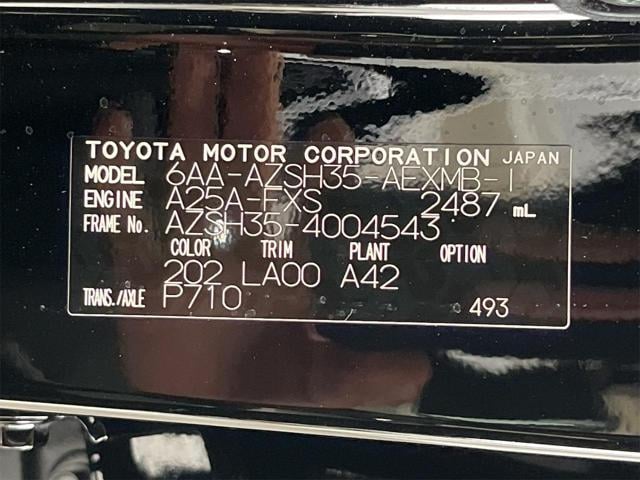 TOYOTA MOTOR CORPORATION JAPAN
MODEL 6AA-AZSH35-AEXMB-I
ENGINE A25A-FXS 2487 mL
FRAME No. AZSH35-4004543
COLOR TRIM PLANT OPTION
202 LA00 A42
TRANS./AXLE P710 493